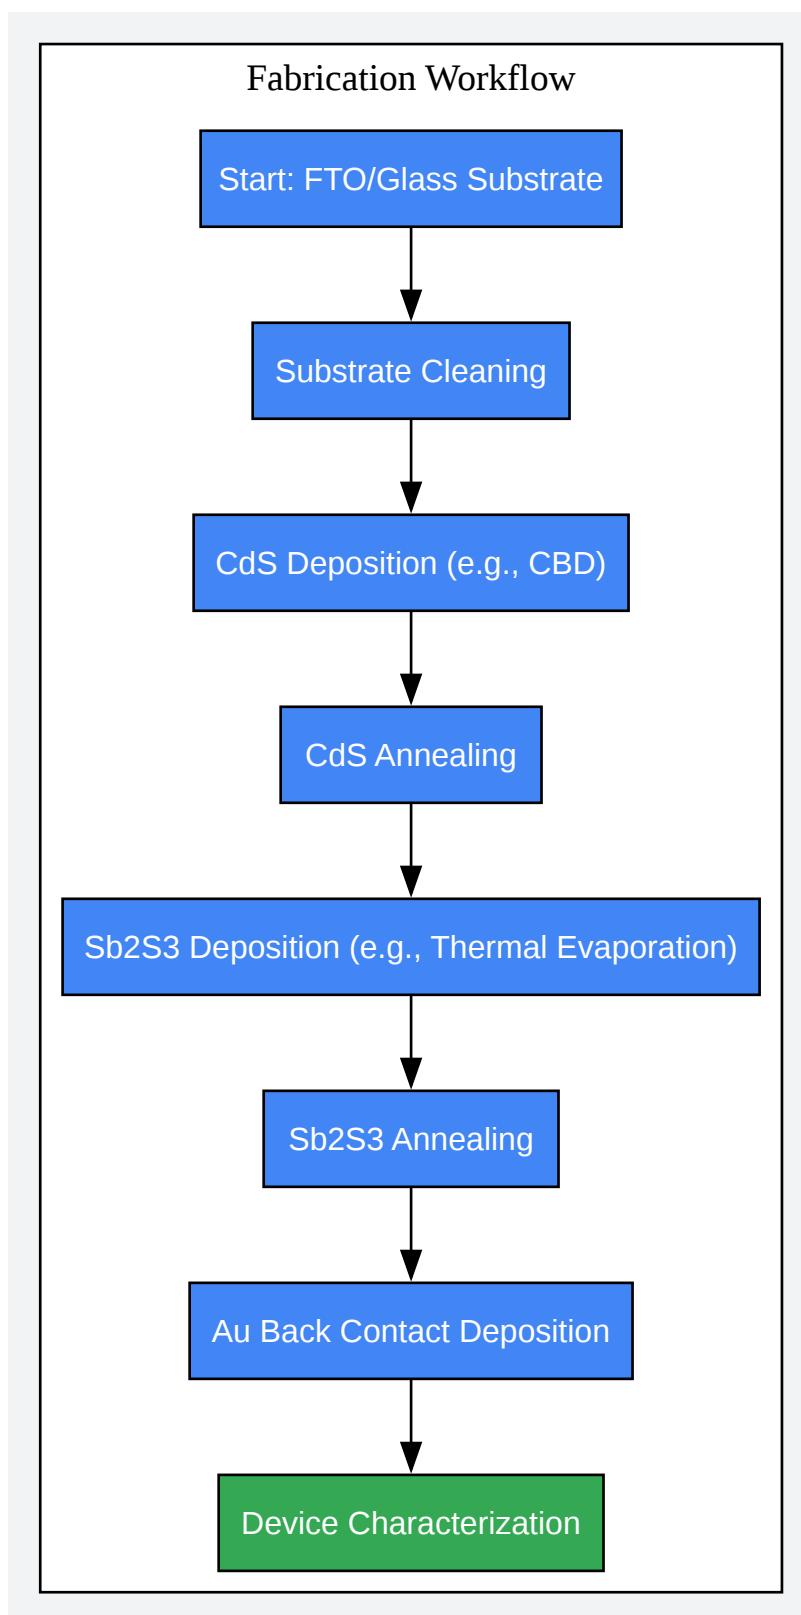 Fabrication Workflow
Start: FTO/Glass Substrate
Substrate Cleaning
CdS Deposition (e.g., CBD)
CdS Annealing
Sb2S3 Deposition (e.g., Thermal Evaporation)
Sb2S3 Annealing
Au Back Contact Deposition
Device Characterization